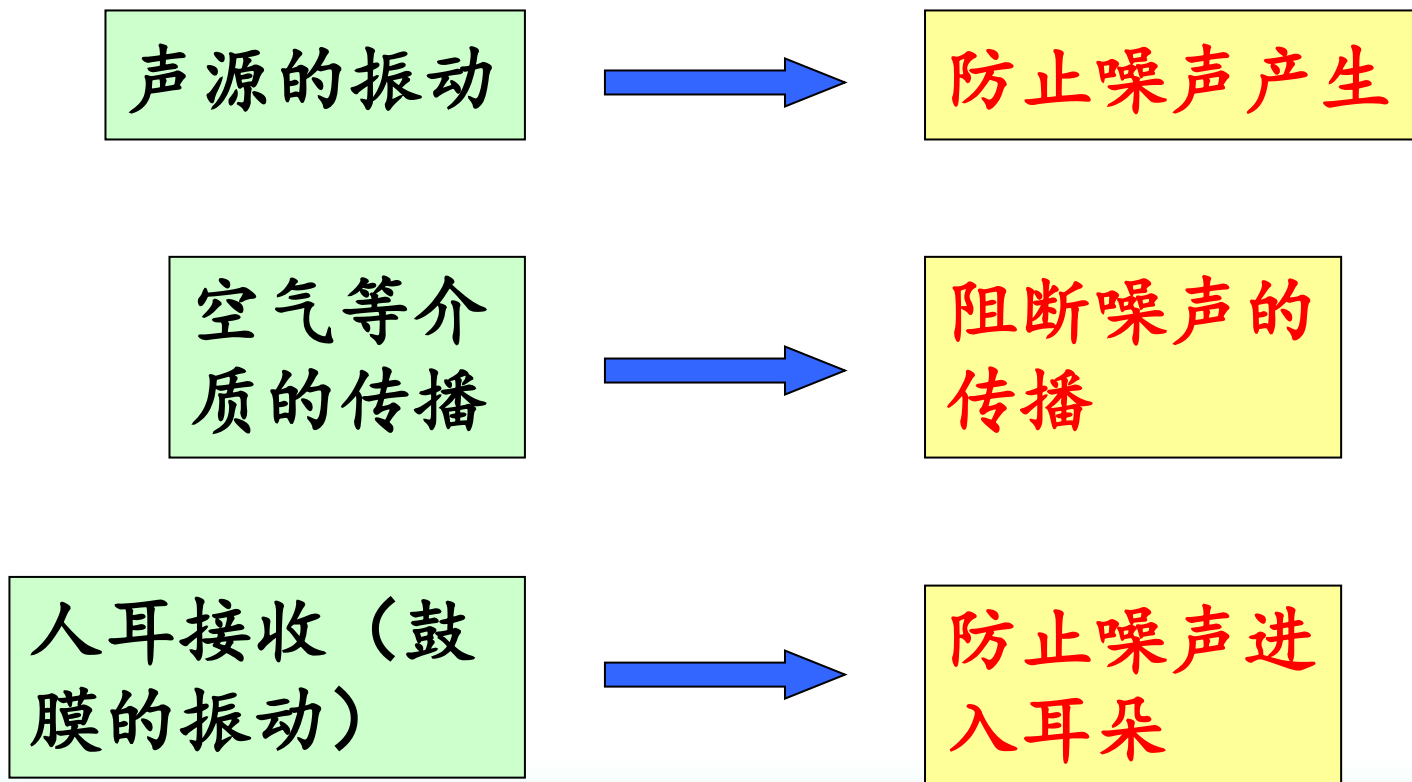 声源的振动
防止噪声产生
空气等介
质的传播
阻断噪声的
传播
人耳接收（鼓
膜的振动）
防止噪声进
入耳朵